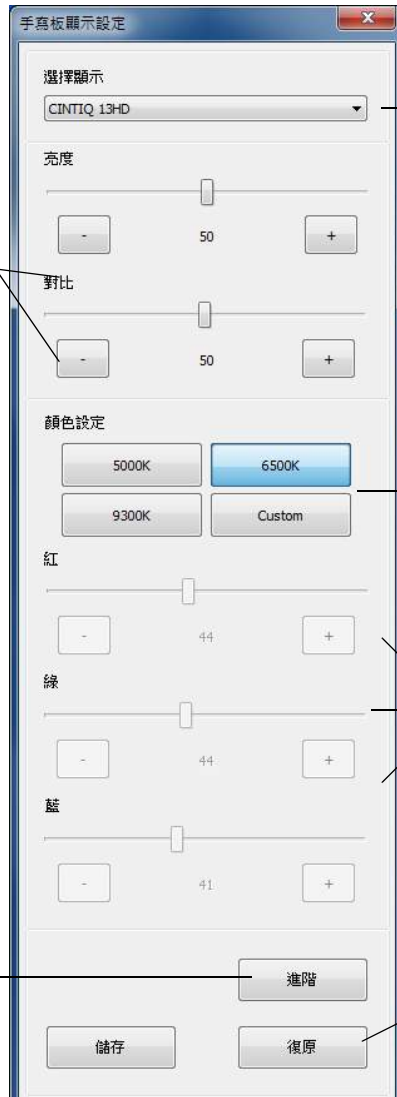 手寫板顯示設定
選擇顯示
CINTIQ 13HD
亮度
- 50 +
對比
- 50 +
顏色設定
5000K 6500K
9300K Custom
紅
- 44 +
綠
- 44 +
藍
- 41 +
進階
儲存 復原